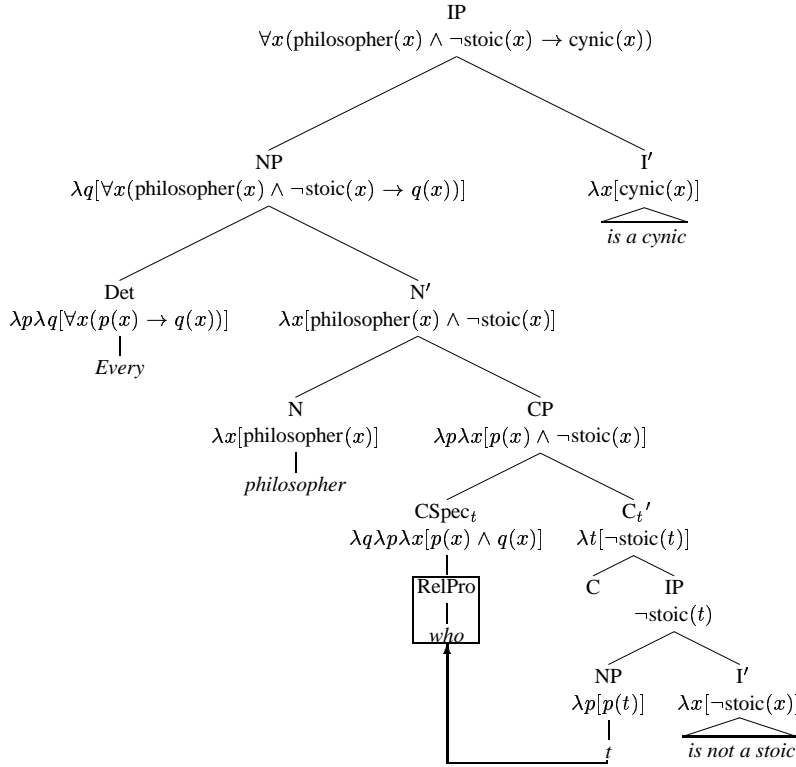 IP
∀x(philosopher(x) ∧ ¬stoic(x) → cynic(x))
NP I′
λq[∀x(philosopher(x) ∧ ¬stoic(x) → q(x))] λx[cynic(x)]
is a cynic
Det N′
λpλq[∀x(p(x) → q(x))] λx[philosopher(x) ∧ ¬stoic(x)]
Every
N CP
λx[philosopher(x)] λpλx[p(x) ∧ ¬stoic(x)]
philosopher
CSpecₜ Cₜ′
λqλpλx[p(x) ∧ q(x)] λt[¬stoic(t)]
RelPro C IP
¬stoic(t)
who
NP I′
λp[p(t)] λx[¬stoic(x)]
t is not a stoic